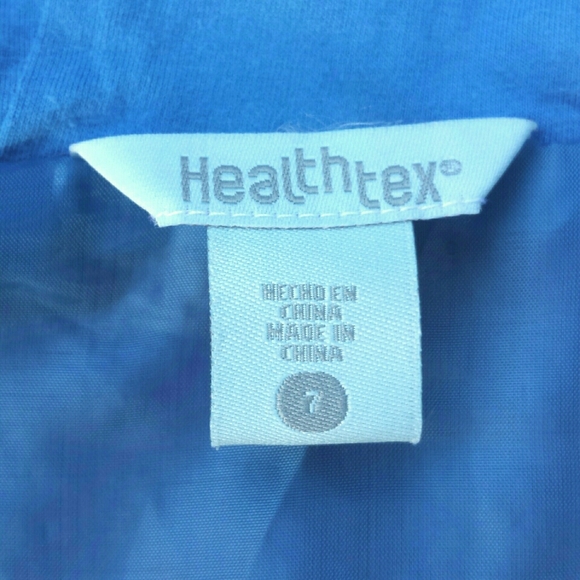 Healthtex®
HECHO EN
CHINA
MADE IN
CHINA
7